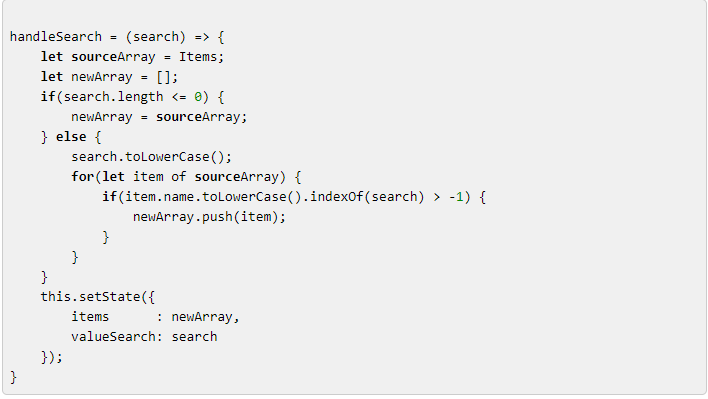 handleSearch = (search) => {
    let sourceArray = Items;
    let newArray = [];
    if(search.length <= 0) {
        newArray = sourceArray;
    } else {
        search.toLowerCase();
        for(let item of sourceArray) {
            if(item.name.toLowerCase().indexOf(search) > -1) {
                newArray.push(item);
            }
        }
    }
    this.setState({
        items      : newArray,
        valueSearch: search
    });
}